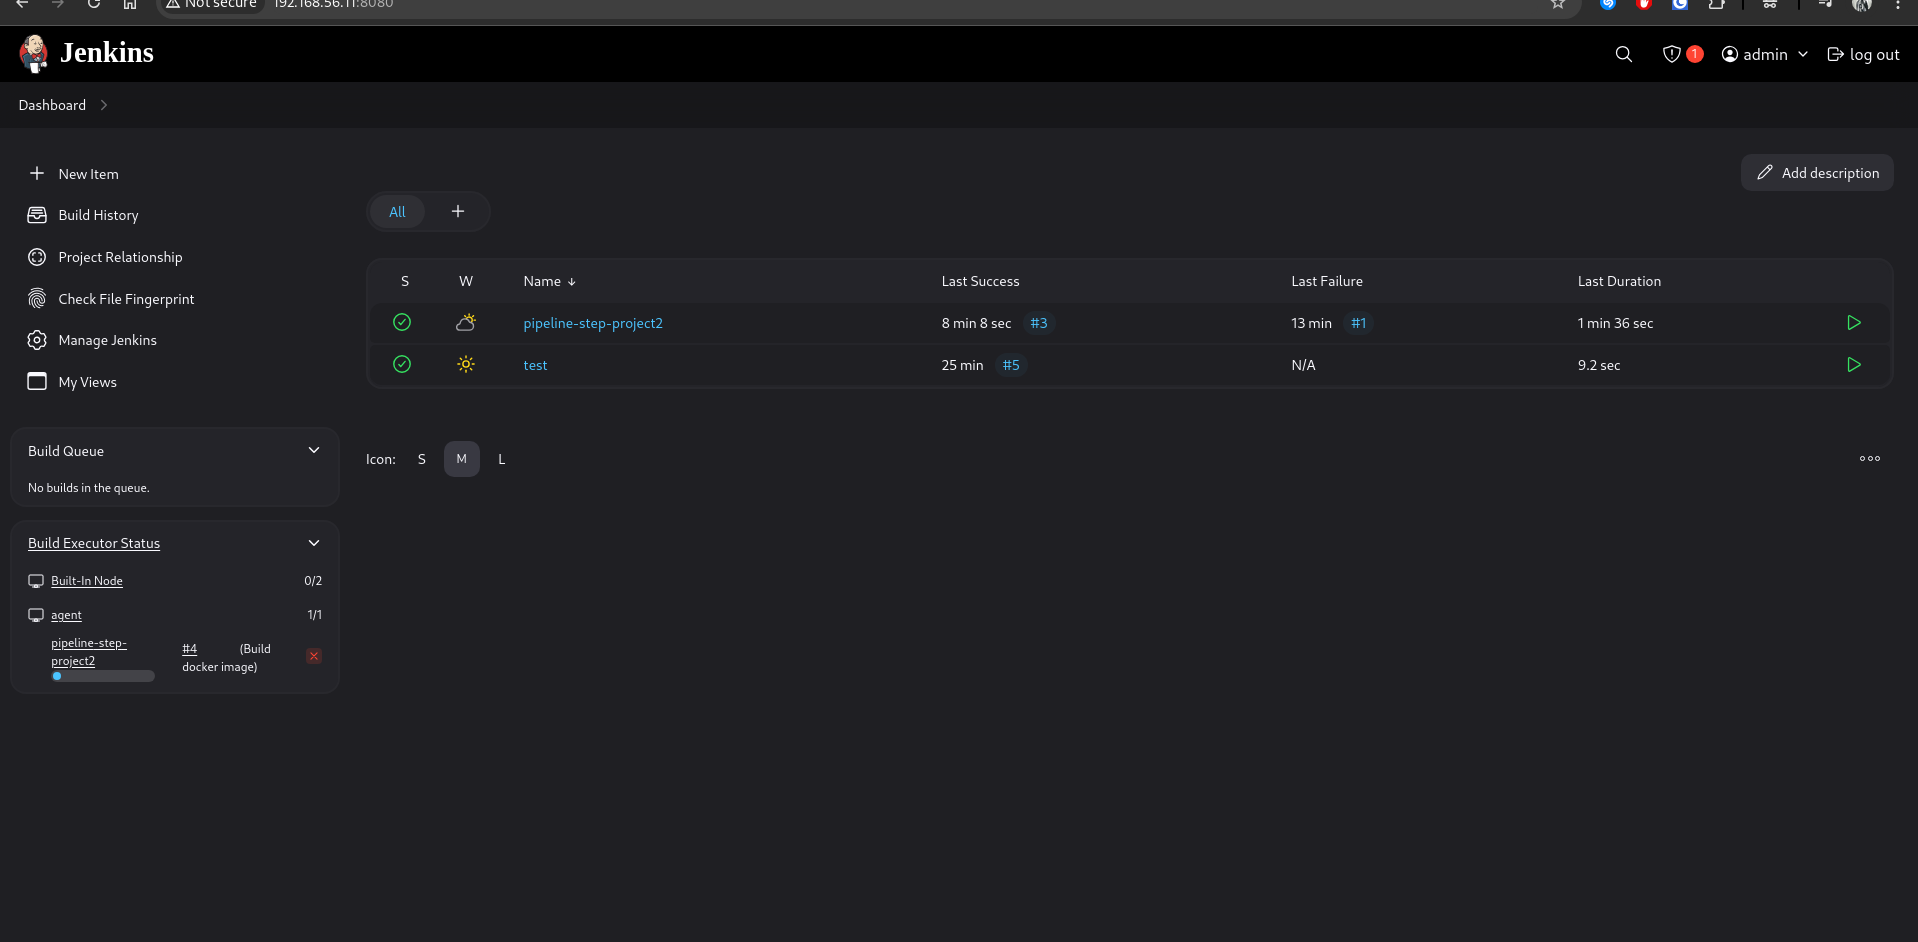 Not secure 192.168.56.11:8080
Jenkins
1 admin log out
Dashboard
New Item
Build History
Project Relationship
Check File Fingerprint
Manage Jenkins
My Views
Add description
All +
S W Name ↓ Last Success Last Failure Last Duration
pipeline-step-project2 8 min 8 sec #3 13 min #1 1 min 36 sec
test 25 min #5 N/A 9.2 sec
Icon: S M L
Build Queue
No builds in the queue.
Build Executor Status
Built-In Node 0/2
agent 1/1
pipeline-step-
project2
#4 (Build
docker image)